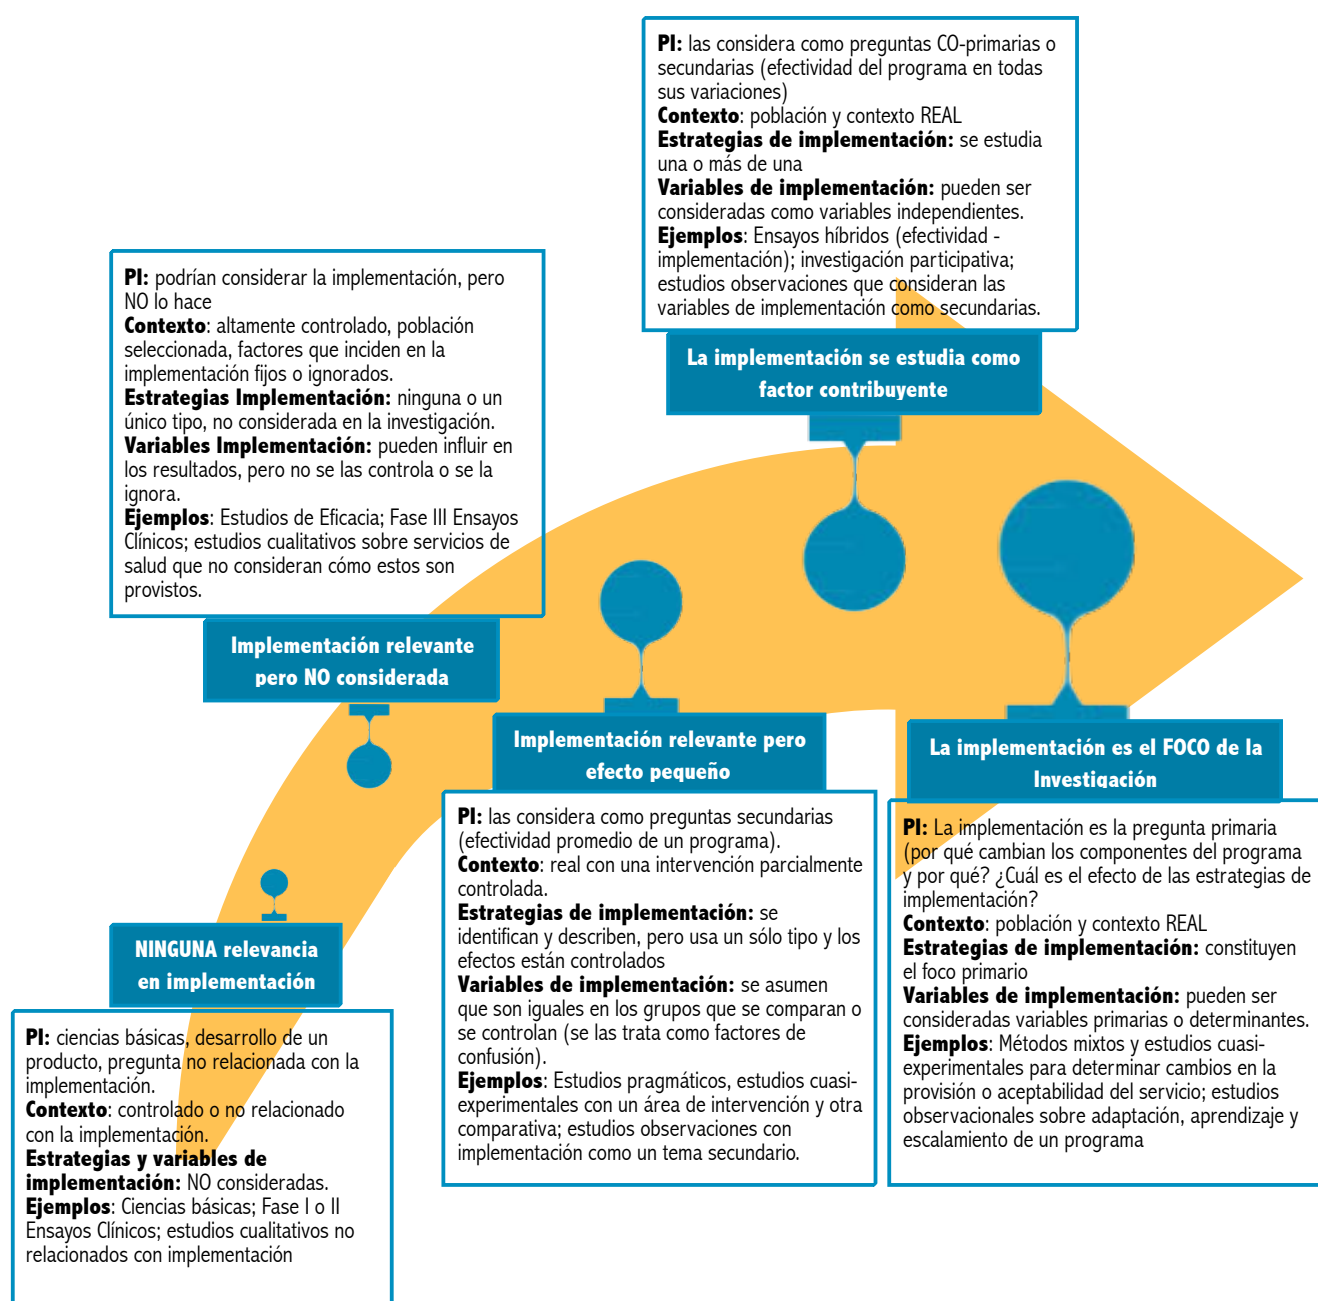 PI: las considera como preguntas CO-primarias o
secundarias (efectividad del programa en todas
sus variaciones)
Contexto: población y contexto REAL
Estrategias de implementación: se estudia
una o más de una
Variables de implementación: pueden ser
consideradas como variables independientes.
Ejemplos: Ensayos híbridos (efectividad -
implementación); investigación participativa;
estudios observaciones que consideran las
variables de implementación como secundarias.
La implementación se estudia como
factor contribuyente
PI: podrían considerar la implementación, pero
NO lo hace
Contexto: altamente controlado, población
seleccionada, factores que inciden en la
implementación fijos o ignorados.
Estrategias Implementación: ninguna o un
único tipo, no considerada en la investigación.
Variables Implementación: pueden influir en
los resultados, pero no se las controla o se la
ignora.
Ejemplos: Estudios de Eficacia; Fase III Ensayos
Clínicos; estudios cualitativos sobre servicios de
salud que no consideran cómo estos son
provistos.
Implementación relevante
pero NO considerada
Implementación relevante pero
efecto pequeño
PI: las considera como preguntas secundarias
(efectividad promedio de un programa).
Contexto: real con una intervención parcialmente
controlada.
Estrategias de implementación: se
identifican y describen, pero usa un sólo tipo y los
efectos están controlados
Variables de implementación: se asumen
que son iguales en los grupos que se comparan o
se controlan (se las trata como factores de
confusión).
Ejemplos: Estudios pragmáticos, estudios cuasi-
experimentales con un área de intervención y otra
comparativa; estudios observaciones con
implementación como un tema secundario.
La implementación es el FOCO de la
Investigación
PI: La implementación es la pregunta primaria
(por qué cambian los componentes del programa
y por qué? ¿Cuál es el efecto de las estrategias de
implementación?
Contexto: población y contexto REAL
Estrategias de implementación: constituyen
el foco primario
Variables de implementación: pueden ser
consideradas variables primarias o determinantes.
Ejemplos: Métodos mixtos y estudios cuasi-
experimentales para determinar cambios en la
provisión o aceptabilidad del servicio; estudios
observacionales sobre adaptación, aprendizaje y
escalamiento de un programa
NINGUNA relevancia
en implementación
PI: ciencias básicas, desarrollo de un
producto, pregunta no relacionada con la
implementación.
Contexto: controlado o no relacionado
con la implementación.
Estrategias y variables de
implementación: NO consideradas.
Ejemplos: Ciencias básicas; Fase I o II
Ensayos Clínicos; estudios cualitativos no
relacionados con implementación